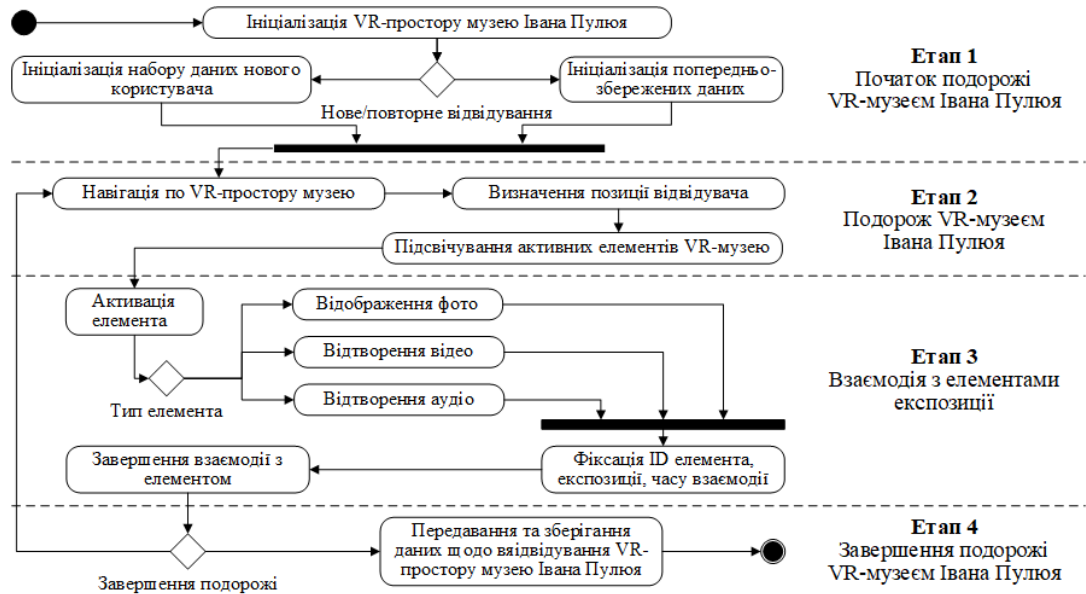 Ініціалізація VR-простору музею Івана Пулюя
Ініціалізація набору даних нового
користувача
Ініціалізація попередньо-
збережених даних
Нове/повторне відвідування
Етап 1
Початок подорожі
VR-музеєм Івана Пулюя
Навігація по VR-простору музею
Визначення позиції відвідувача
Підсвічування активних елементів VR-музею
Етап 2
Подорож VR-музеєм
Івана Пулюя
Активація
елемента
Тип елемента
Відображення фото
Відтворення відео
Відтворення аудіо
Фіксація ID елемента,
експозиції, часу взаємодії
Завершення взаємодії з
елементом
Етап 3
Взаємодія з елементами
експозиції
Завершення подорожі
Передавання та зберігання
даних щодо вяідвідування VR-
простору музею Івана Пулюя
Етап 4
Завершення подорожі
VR-музеєм Івана Пулюя